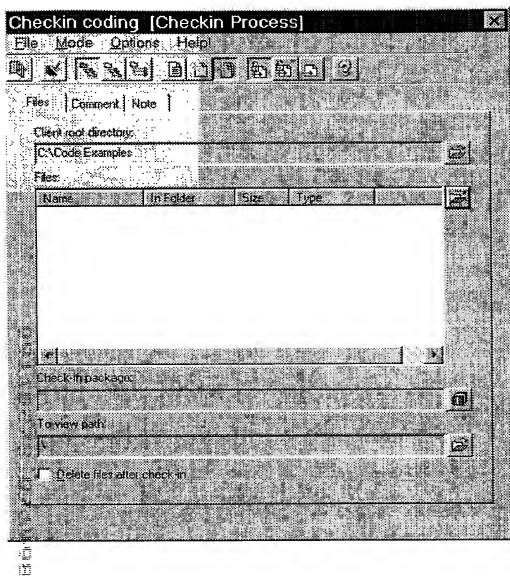 Checkin coding [Checkin Process]
File Mode Options Help
Files Comment Note
Client root directory:
C:\Code Examples
Files:
Name In Folder Size Type
Check-in package:
To view path:
\
Delete files after check-in